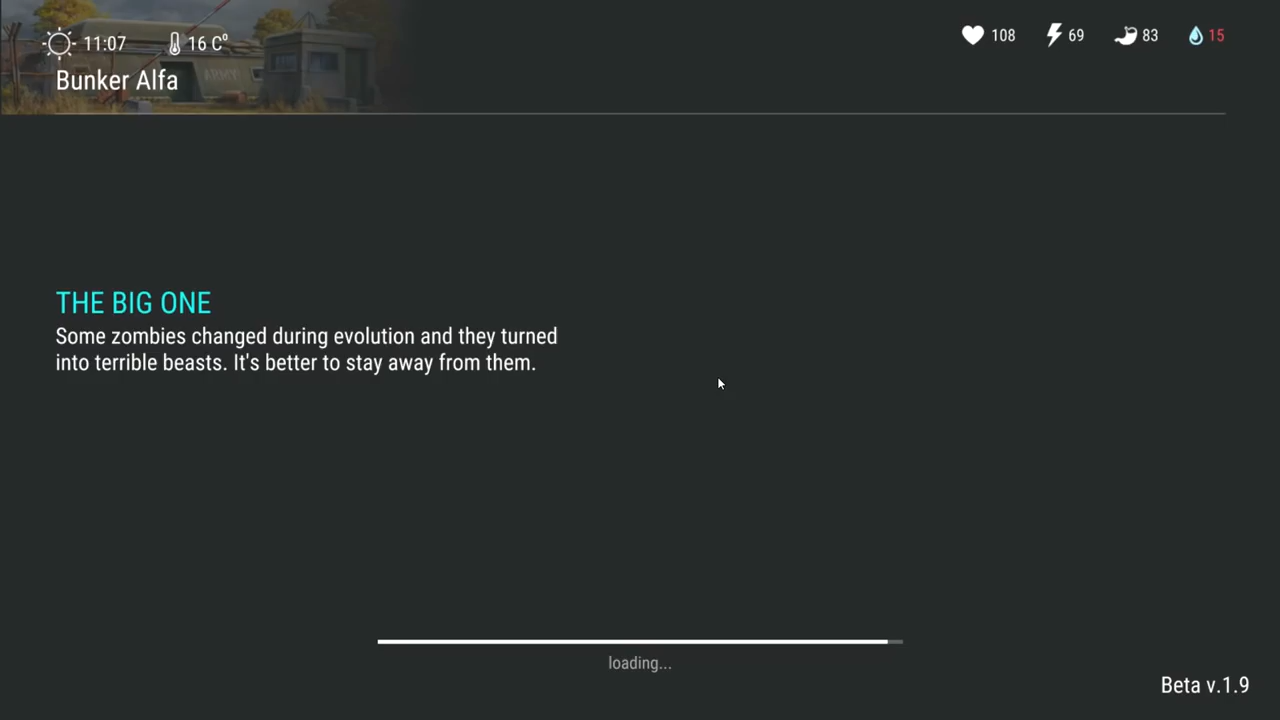 11:07 16 C°
108 69 83 15
Bunker Alfa
THE BIG ONE
Some zombies changed during evolution and they turned
into terrible beasts. It's better to stay away from them.
loading...
Beta v.1.9